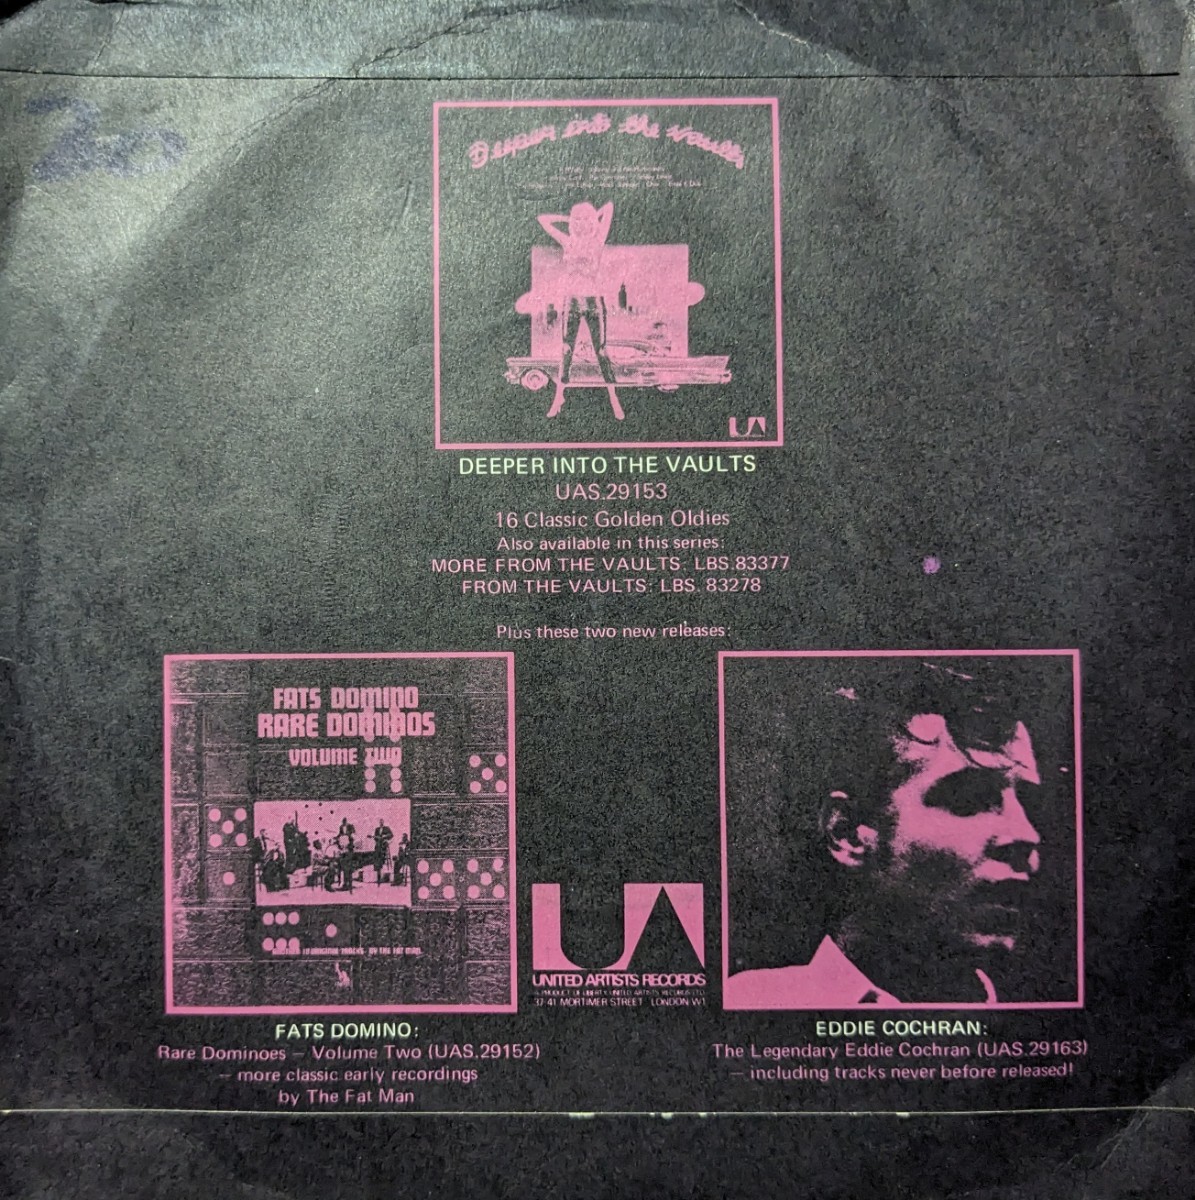 Deeper into the Vaults
UA
DEEPER INTO THE VAULTS
UAS.29153
16 Classic Golden Oldies
Also available in this series:
MORE FROM THE VAULTS: LBS.83377
FROM THE VAULTS: LBS. 83278
Plus these two new releases:
FATS DOMINO
RARE DOMINOS
VOLUME TWO
BY THE FAT MAN
FATS DOMINO:
Rare Dominoes – Volume Two (UAS.29152)
– more classic early recordings
by The Fat Man
UA
UNITED ARTISTS RECORDS
37-41 MORTIMER STREET LONDON W1
EDDIE COCHRAN:
The Legendary Eddie Cochran (UAS.29163)
– including tracks never before released!